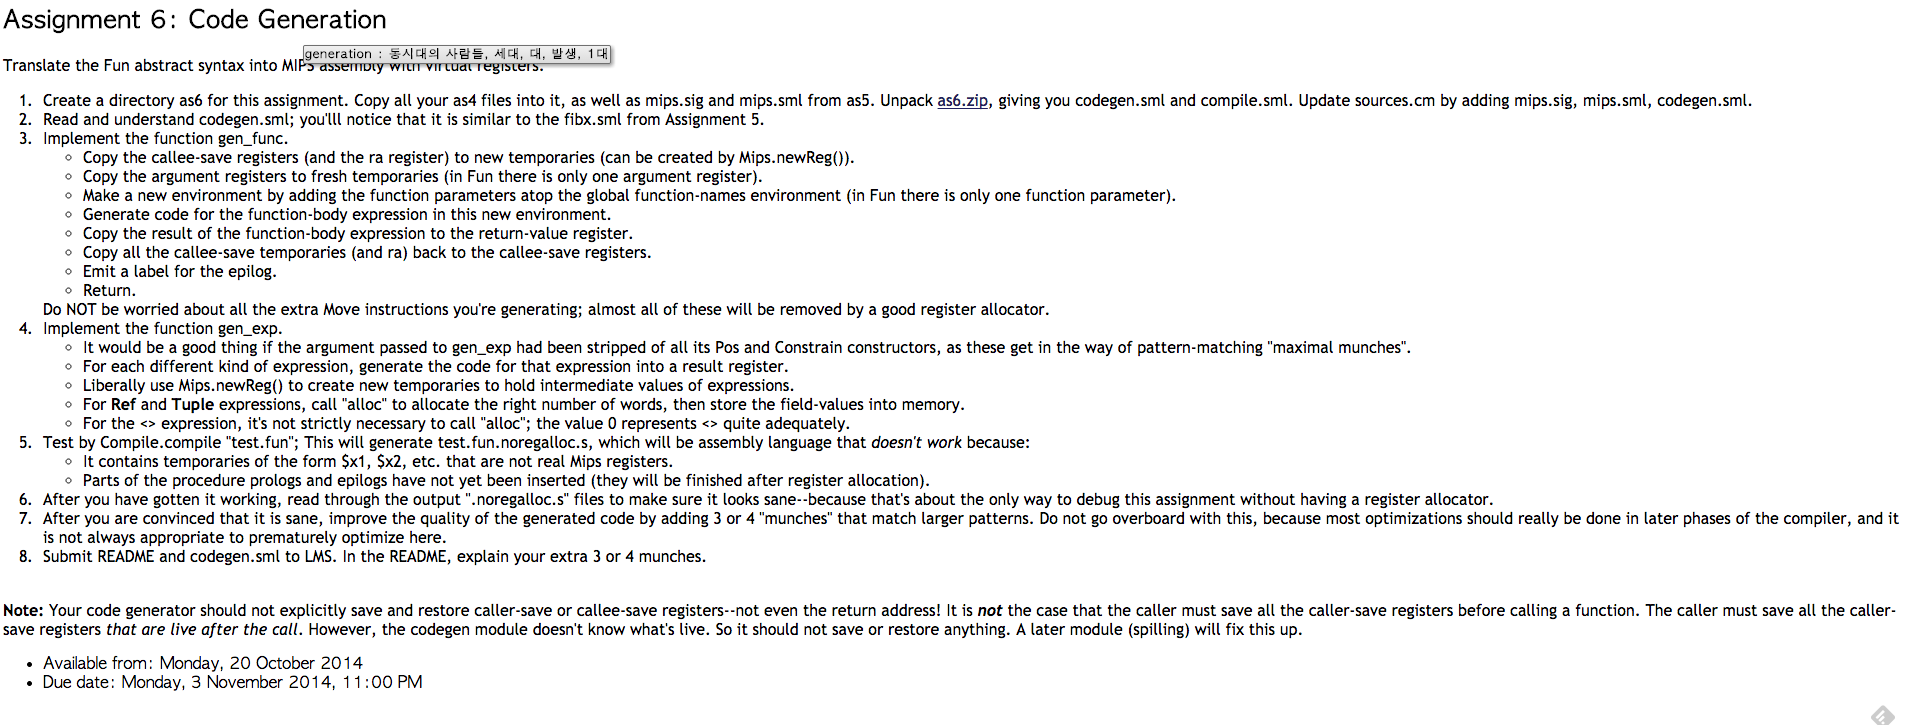 Assignment 6: Code Generation
generation : 동시대의 사람들, 세대, 대, 발생, 1대
Translate the Fun abstract syntax into MIPS assembly with virtual registers.
1. Create a directory as6 for this assignment. Copy all your as4 files into it, as well as mips.sig and mips.sml from as5. Unpack as6.zip, giving you codegen.sml and compile.sml. Update sources.cm by adding mips.sig, mips.sml, codegen.sml.
2. Read and understand codegen.sml; you'lll notice that it is similar to the fibx.sml from Assignment 5.
3. Implement the function gen_func.
◦ Copy the callee-save registers (and the ra register) to new temporaries (can be created by Mips.newReg()).
◦ Copy the argument registers to fresh temporaries (in Fun there is only one argument register).
◦ Make a new environment by adding the function parameters atop the global function-names environment (in Fun there is only one function parameter).
◦ Generate code for the function-body expression in this new environment.
◦ Copy the result of the function-body expression to the return-value register.
◦ Copy all the callee-save temporaries (and ra) back to the callee-save registers.
◦ Emit a label for the epilog.
◦ Return.
Do NOT be worried about all the extra Move instructions you're generating; almost all of these will be removed by a good register allocator.
4. Implement the function gen_exp.
◦ It would be a good thing if the argument passed to gen_exp had been stripped of all its Pos and Constrain constructors, as these get in the way of pattern-matching "maximal munches".
◦ For each different kind of expression, generate the code for that expression into a result register.
◦ Liberally use Mips.newReg() to create new temporaries to hold intermediate values of expressions.
◦ For Ref and Tuple expressions, call "alloc" to allocate the right number of words, then store the field-values into memory.
◦ For the <> expression, it's not strictly necessary to call "alloc"; the value 0 represents <> quite adequately.
5. Test by Compile.compile "test.fun"; This will generate test.fun.noregalloc.s, which will be assembly language that doesn't work because:
◦ It contains temporaries of the form $x1, $x2, etc. that are not real Mips registers.
◦ Parts of the procedure prologs and epilogs have not yet been inserted (they will be finished after register allocation).
6. After you have gotten it working, read through the output ".noregalloc.s" files to make sure it looks sane--because that's about the only way to debug this assignment without having a register allocator.
7. After you are convinced that it is sane, improve the quality of the generated code by adding 3 or 4 "munches" that match larger patterns. Do not go overboard with this, because most optimizations should really be done in later phases of the compiler, and it
is not always appropriate to prematurely optimize here.
8. Submit README and codegen.sml to LMS. In the README, explain your extra 3 or 4 munches.
Note: Your code generator should not explicitly save and restore caller-save or callee-save registers--not even the return address! It is not the case that the caller must save all the caller-save registers before calling a function. The caller must save all the caller-
save registers that are live after the call. However, the codegen module doesn't know what's live. So it should not save or restore anything. A later module (spilling) will fix this up.
• Available from: Monday, 20 October 2014
• Due date: Monday, 3 November 2014, 11:00 PM